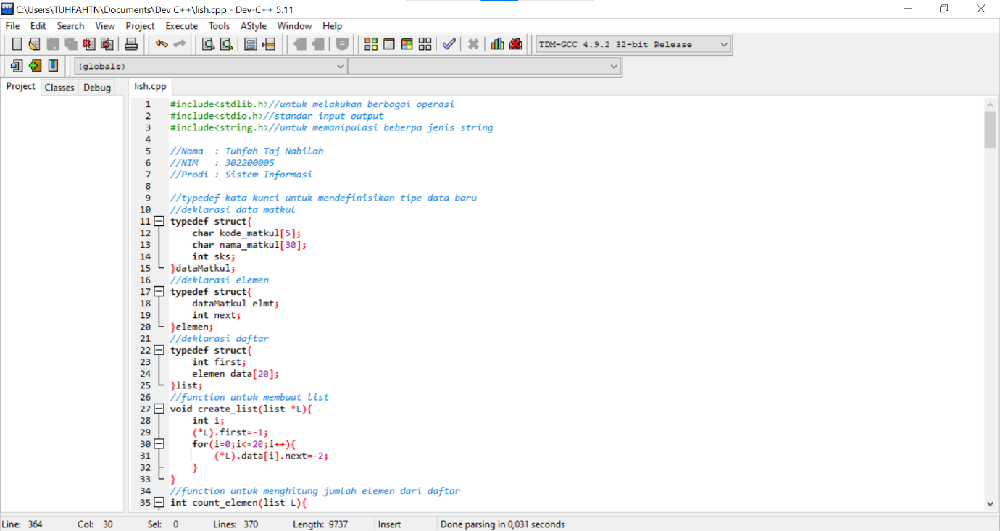 C:\Users\TUHFAHTN\Documents\Dev C++\lish.cpp - Dev-C++ 5.11
File Edit Search View Project Execute Tools AStyle Window Help
TDM-GCC 4.9.2 32-bit Release
(globals)
Project Classes Debug lish.cpp
1 #include<stdlib.h>//untuk melakukan berbagai operasi
2 #include<stdio.h>//standar input output
3 #include<string.h>//untuk memanipulasi beberpa jenis string
4
5 //Nama  : Tuhfah Taj Nabilah
6 //NIM   : 302200005
7 //Prodi : Sistem Informasi
8
9 //typedef kata kunci untuk mendefinisikan tipe data baru
10 //deklarasi data matkul
11 typedef struct{
12     char kode_matkul[5];
13     char nama_matkul[30];
14     int sks;
15 }dataMatkul;
16 //deklarasi elemen
17 typedef struct{
18     dataMatkul elmt;
19     int next;
20 }elemen;
21 //deklarasi daftar
22 typedef struct{
23     int first;
24     elemen data[20];
25 }list;
26 //function untuk membuat list
27 void create_list(list *L){
28     int i;
29     (*L).first=-1;
30     for(i=0;i<=20;i++){
31         (*L).data[i].next=-2;
32     }
33 }
34 //function untuk menghitung jumlah elemen dari daftar
35 int count_elemen(list L){
Line: 364 Col: 30 Sel: 0 Lines: 370 Length: 9737 Insert Done parsing in 0,031 seconds